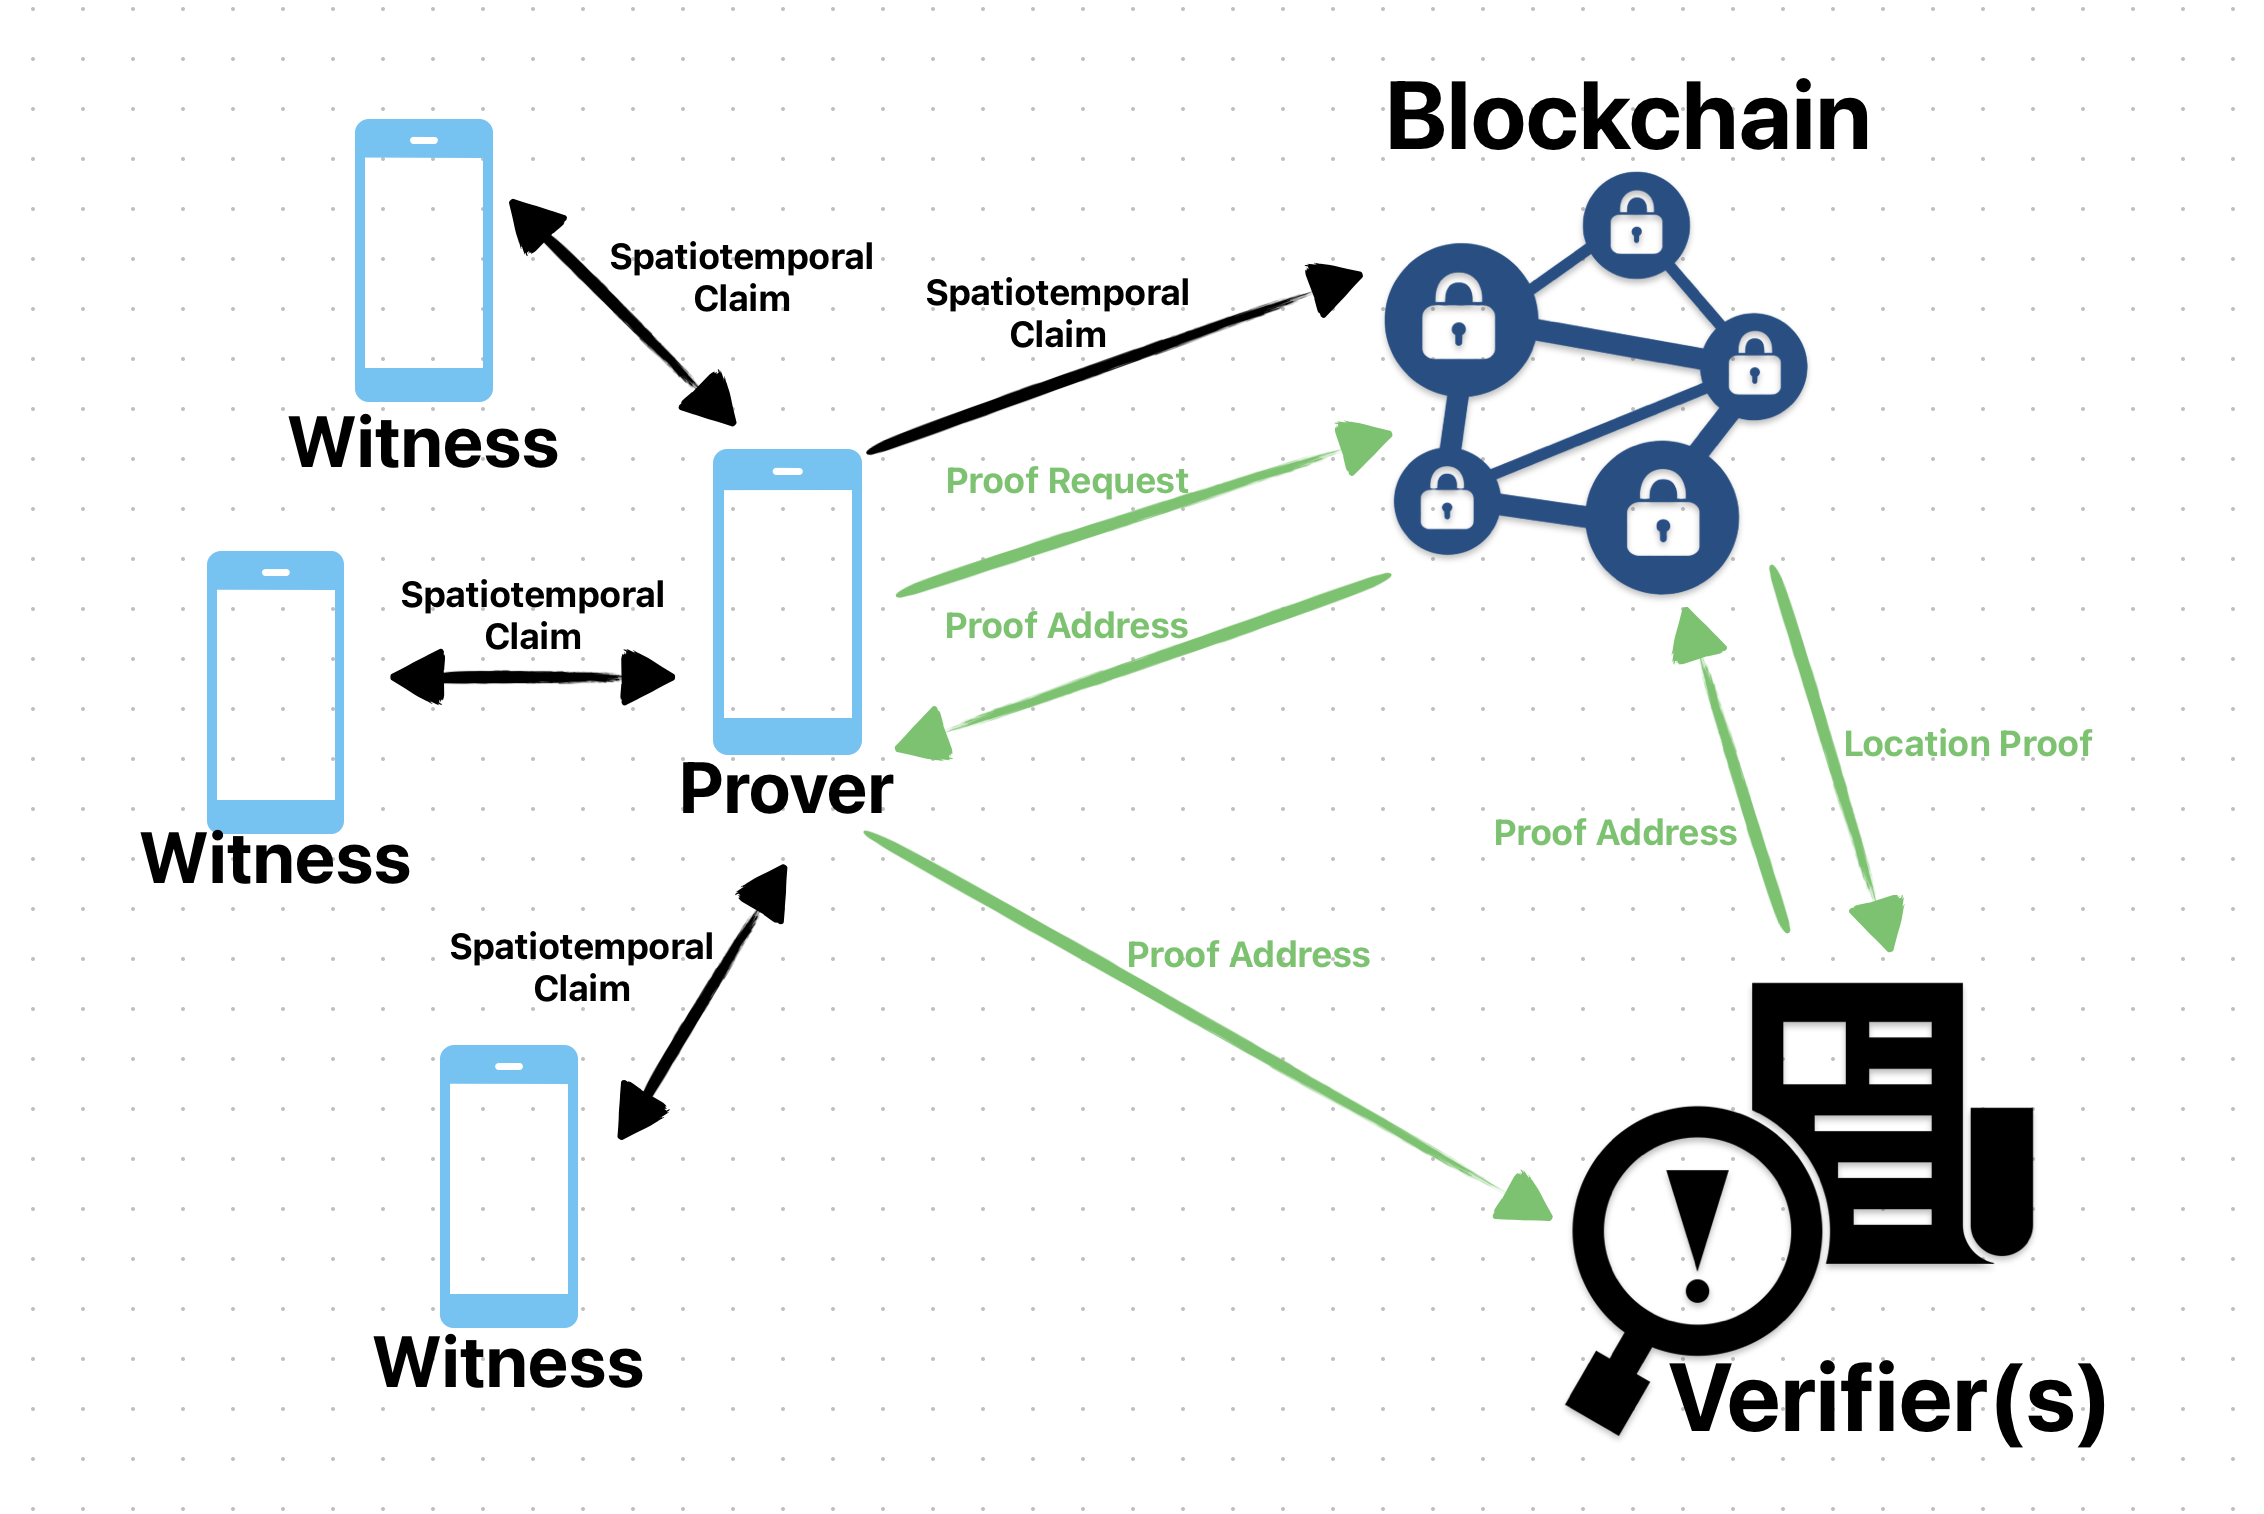 Blockchain
Spatiotemporal
Claim
Spatiotemporal
Claim
Witness
Proof Request
Spatiotemporal
Claim
Proof Address
Prover
Location Proof
Proof Address
Witness
Spatiotemporal
Claim
Proof Address
Witness
Verifier(s)